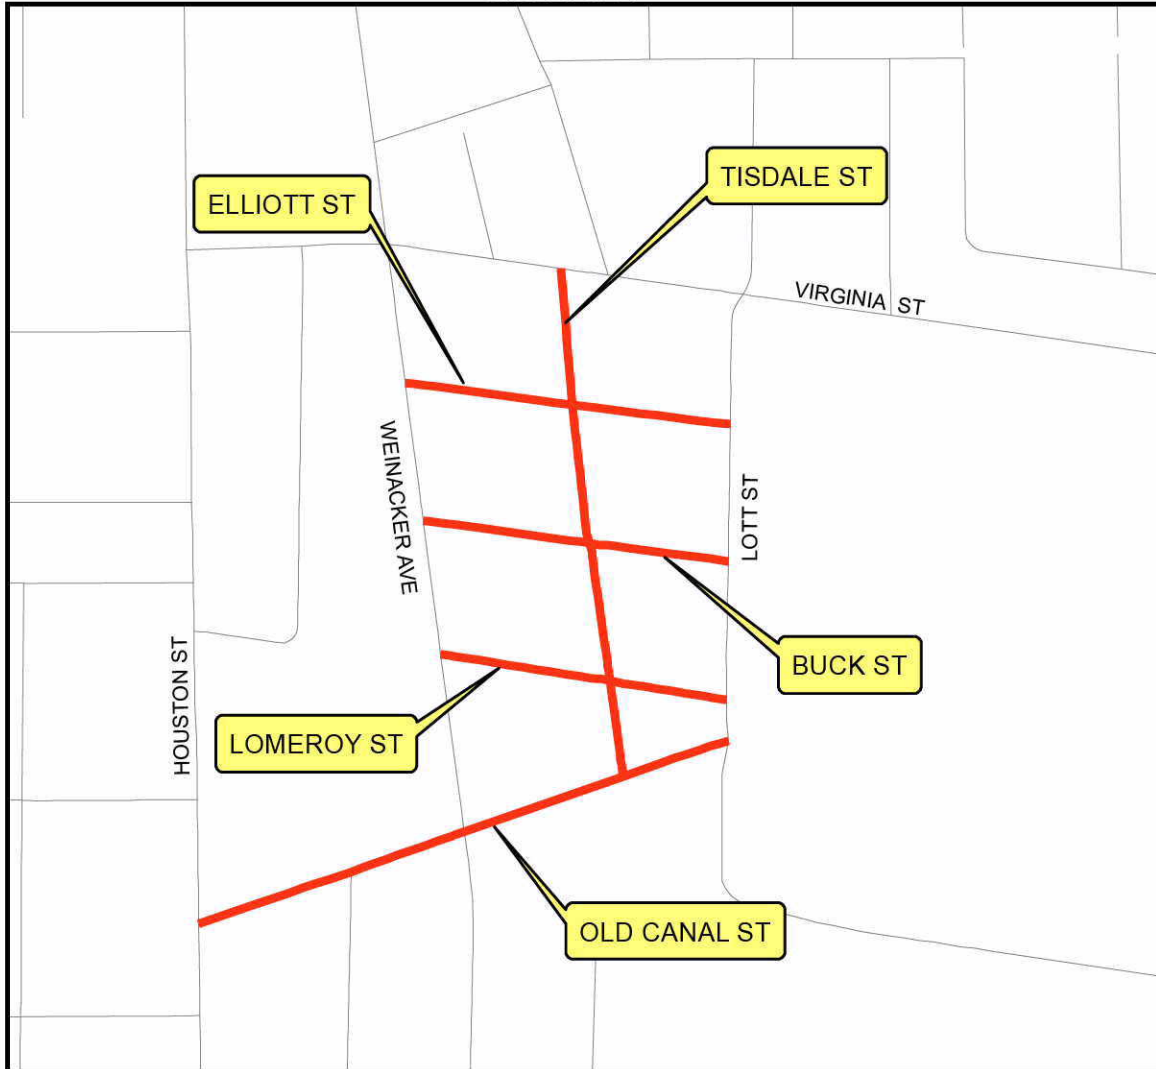 TISDALE ST
ELLIOTT ST
VIRGINIA ST
WEINACKER AVE
LOTT ST
BUCK ST
HOUSTON ST
LOMEROY ST
OLD CANAL ST